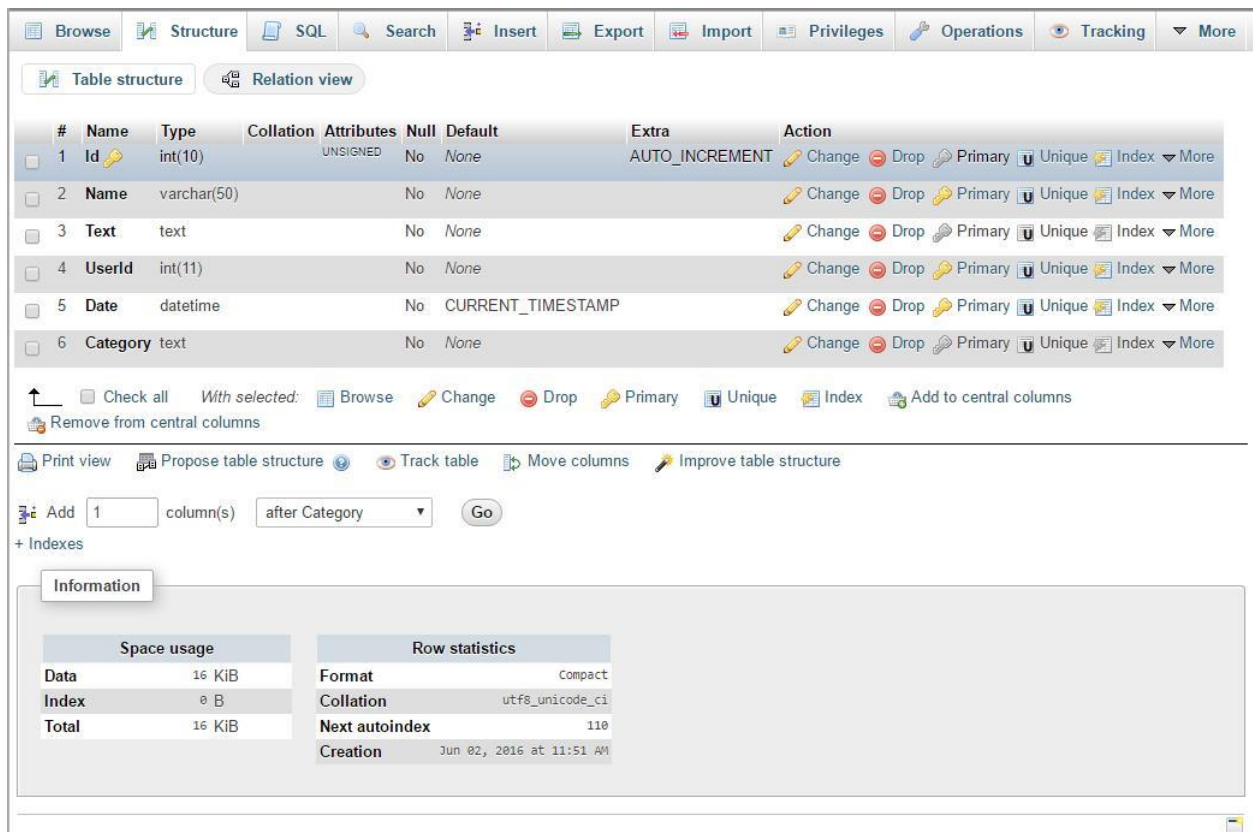 Browse Structure SQL Search Insert Export Import Privileges Operations Tracking More
Table structure Relation view
# Name Type Collation Attributes Null Default Extra Action
1 Id int(10) UNSIGNED No None AUTO_INCREMENT Change Drop Primary Unique Index More
2 Name varchar(50) No None Change Drop Primary Unique Index More
3 Text text No None Change Drop Primary Unique Index More
4 UserId int(11) No None Change Drop Primary Unique Index More
5 Date datetime No CURRENT_TIMESTAMP Change Drop Primary Unique Index More
6 Category text No None Change Drop Primary Unique Index More
Check all With selected: Browse Change Drop Primary Unique Index Add to central columns
Remove from central columns
Print view Propose table structure Track table Move columns Improve table structure
Add 1 column(s) after Category Go
+ Indexes
Information
Space usage
Data 16 KiB
Index 0 B
Total 16 KiB
Row statistics
Format Compact
Collation utf8_unicode_ci
Next autoindex 110
Creation Jun 02, 2016 at 11:51 AM